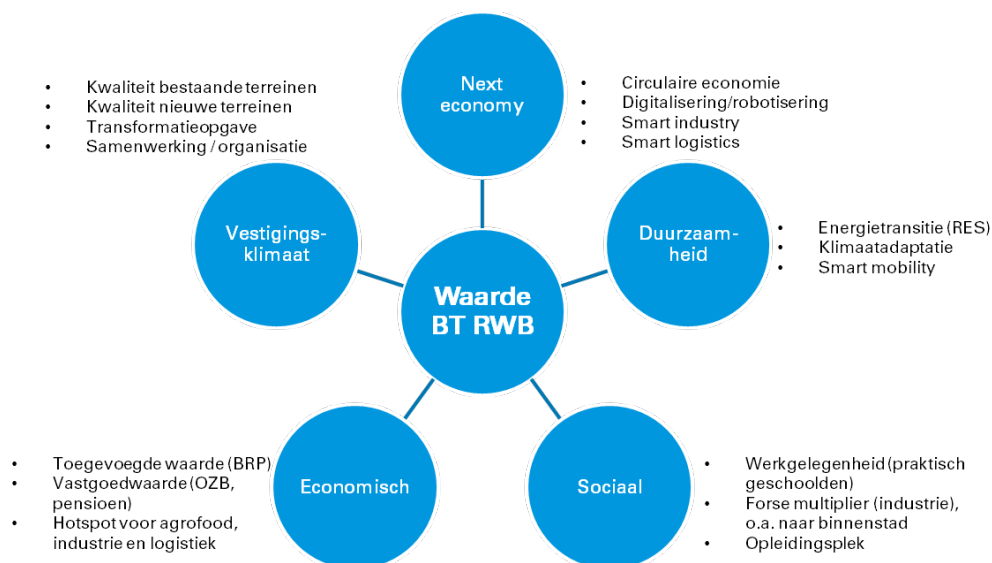 Next
economy
• Kwaliteit bestaande terreinen
• Kwaliteit nieuwe terreinen
• Transformatieopgave
• Samenwerking / organisatie
• Circulaire economie
• Digitalisering/robotisering
• Smart industry
• Smart logistics
Vestigings-
klimaat
Duurzaam-
heid
• Energietransitie (RES)
• Klimaatadaptatie
• Smart mobility
Waarde
BT RWB
• Toegevoegde waarde (BRP)
• Vastgoedwaarde (OZB,
pensioen)
• Hotspot voor agrofood,
industrie en logistiek
Economisch
Sociaal
• Werkgelegenheid (praktisch
geschoolden)
• Forse multiplier (industrie),
o.a. naar binnenstad
• Opleidingsplek